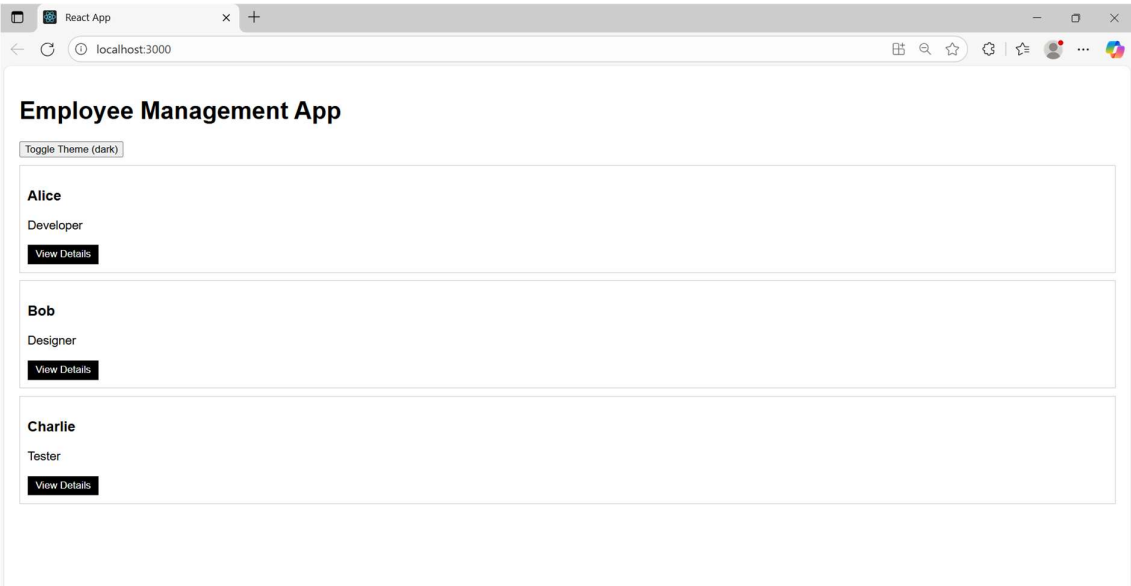 React App
localhost:3000
Employee Management App
Toggle Theme (dark)
Alice
Developer
View Details
Bob
Designer
View Details
Charlie
Tester
View Details